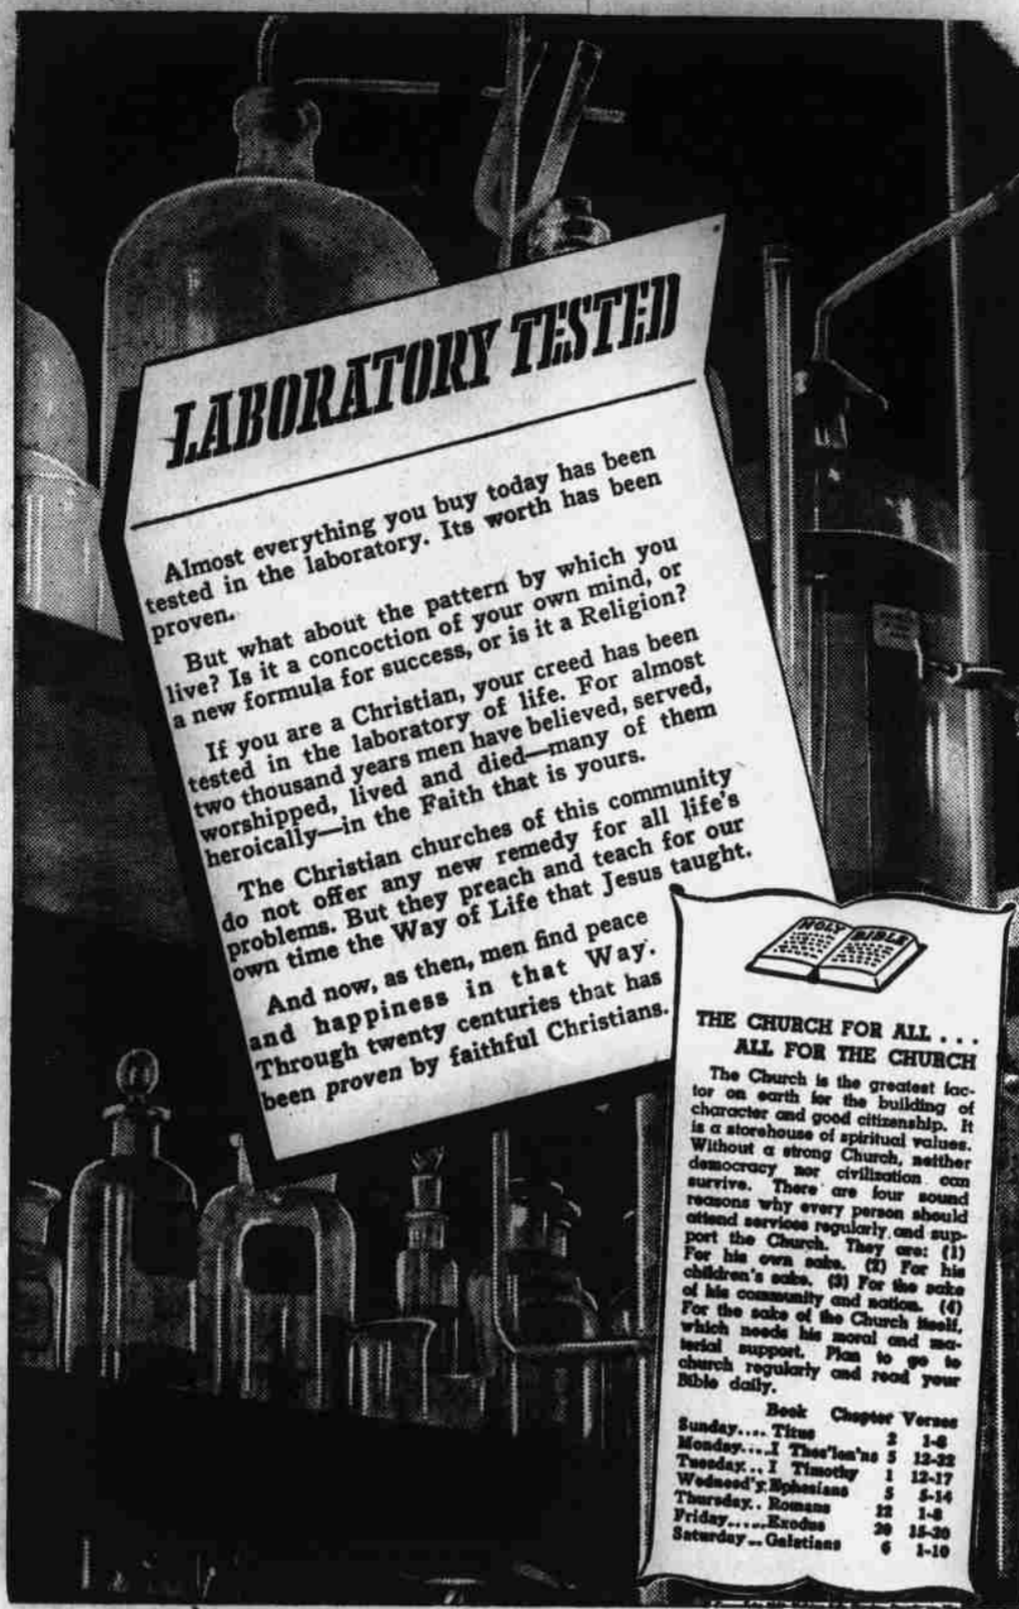 LABORATORY TESTED
Almost everything you buy today has been
tested in the laboratory. Its worth has been
proven.
But what about the pattern by which you
live? Is it a concoction of your own mind, or
a new formula for success, or is it a Religion?
If you are a Christian, your creed has been
tested in the laboratory of life. For almost
two thousand years men have believed, served,
worshipped, lived and died—many of them
heroically—in the Faith that is yours.
The Christian churches of this community
do not offer any new remedy for all life's
problems. But they preach and teach for our
own time the Way of Life that Jesus taught.
And now, as then, men find peace
and happiness in that Way.
Through twenty centuries that has
been proven by faithful Christians.
HOLY BIBLE
THE CHURCH FOR ALL . . .
ALL FOR THE CHURCH
The Church is the greatest fac-
tor on earth for the building of
character and good citizenship. It
is a storehouse of spiritual values.
Without a strong Church, neither
democracy nor civilization can
survive. There are four sound
reasons why every person should
attend services regularly and sup-
port the Church. They are: (1)
For his own sake. (2) For his
children's sake. (3) For the sake
of his community and nation. (4)
For the sake of the Church itself,
which needs his moral and ma-
terial support. Plan to go to
church regularly and read your
Bible daily.
Book Chapter Verses
Sunday.... Titus 2 1-8
Monday.... I Thes'lon'ns 5 12-22
Tuesday... I Timothy 1 12-17
Wednesd'y Ephesians 5 5-14
Thursday.. Romans 12 1-8
Friday..... Exodus 20 15-20
Saturday .. Galatians 6 1-10